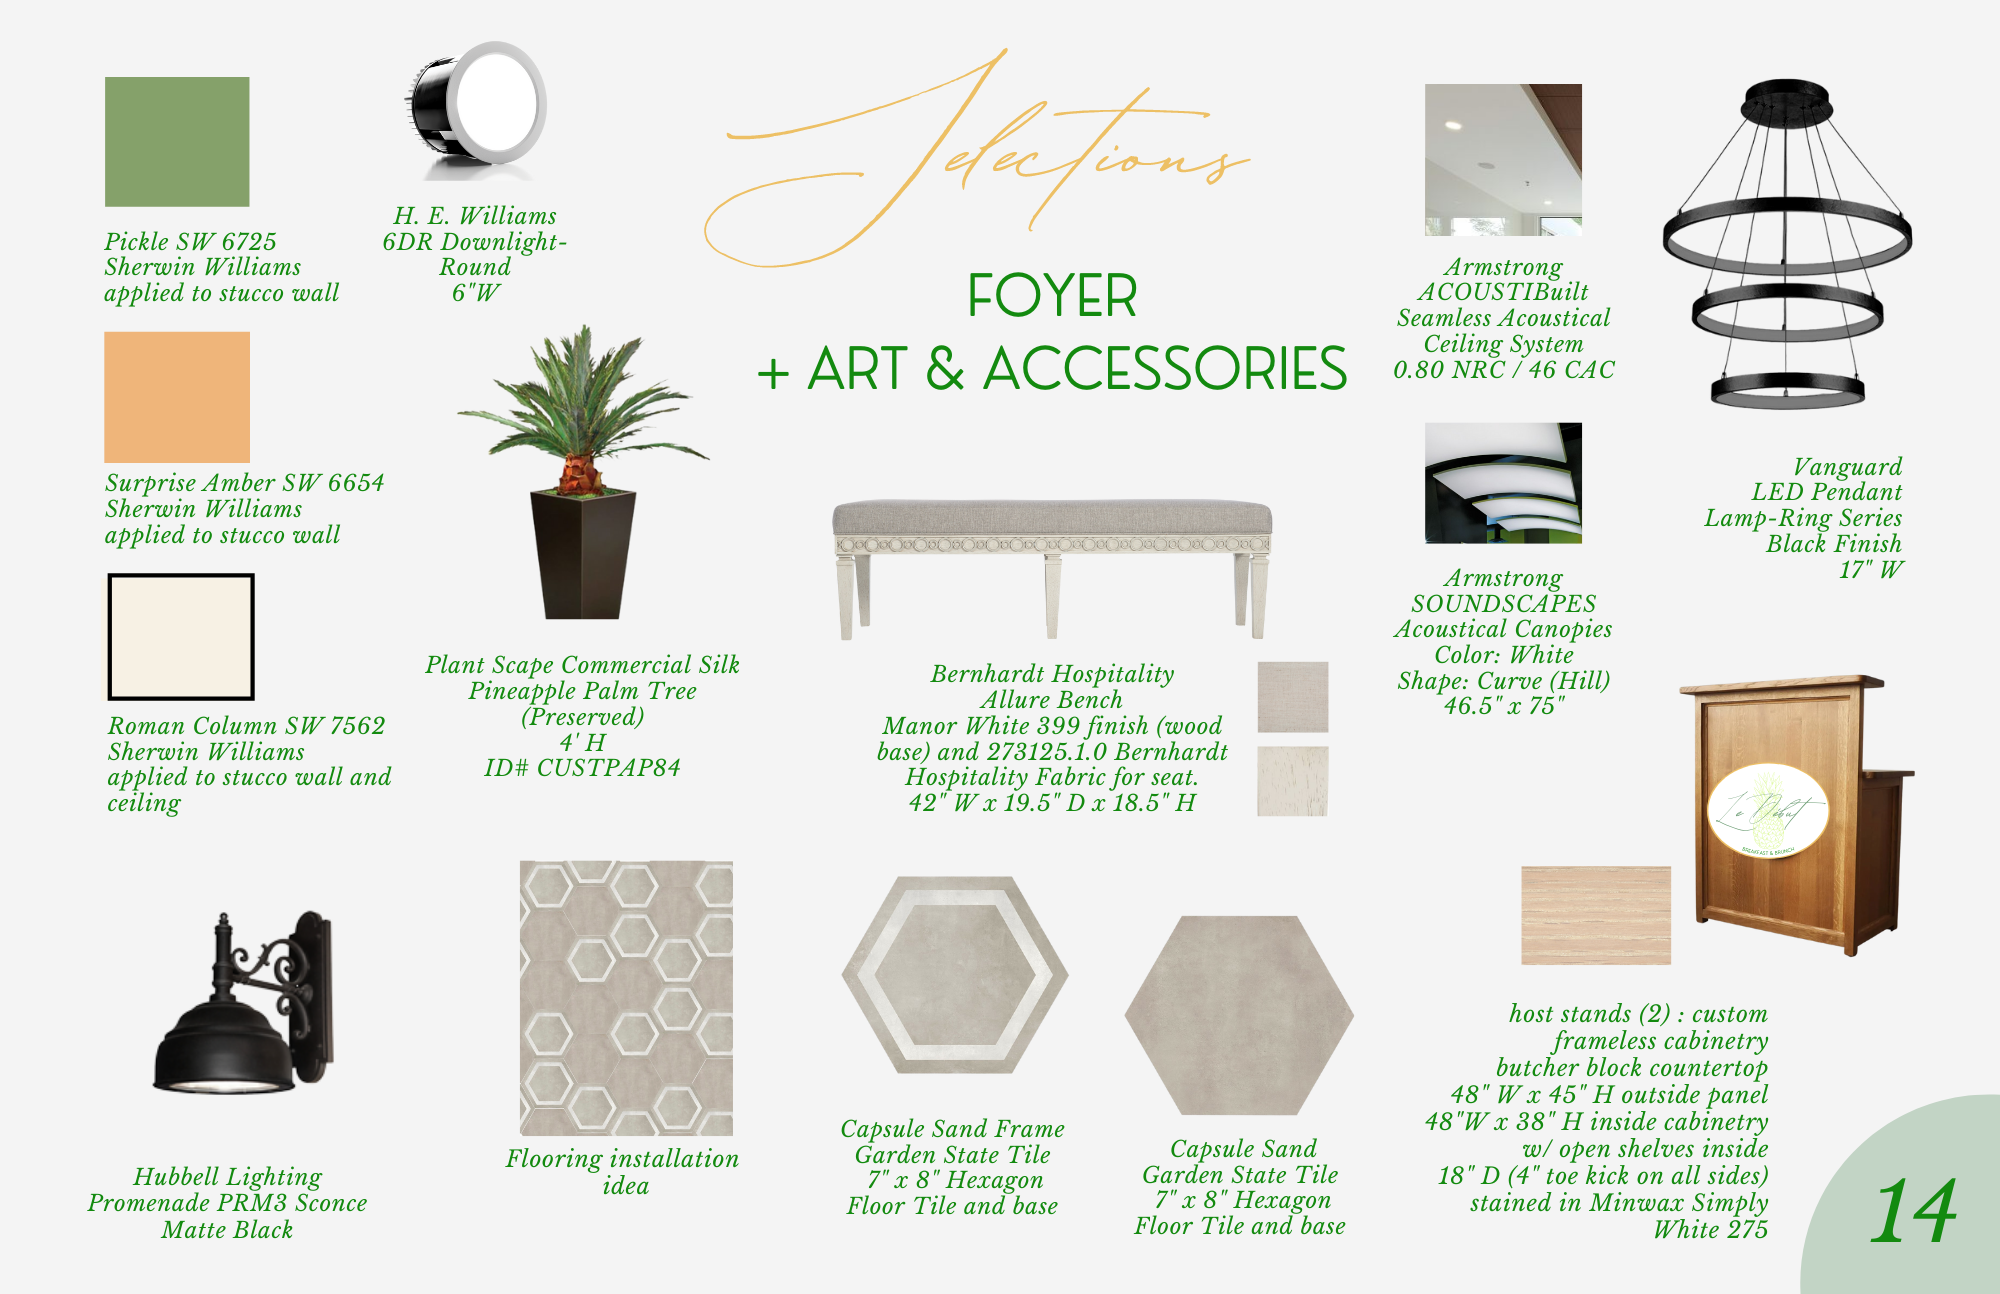 Selections
FOYER
+ ART & ACCESSORIES
Pickle SW 6725
Sherwin Williams
applied to stucco wall
H. E. Williams
6DR Downlight-
Round
6"W
Surprise Amber SW 6654
Sherwin Williams
applied to stucco wall
Roman Column SW 7562
Sherwin Williams
applied to stucco wall and
ceiling
Plant Scape Commercial Silk
Pineapple Palm Tree
(Preserved)
4' H
ID# CUSTPAP84
Bernhardt Hospitality
Allure Bench
Manor White 399 finish (wood
base) and 273125.1.0 Bernhardt
Hospitality Fabric for seat.
42" W x 19.5" D x 18.5" H
Armstrong
ACOUSTIBuilt
Seamless Acoustical
Ceiling System
0.80 NRC / 46 CAC
Armstrong
SOUNDSCAPES
Acoustical Canopies
Color: White
Shape: Curve (Hill)
46.5" x 75"
Vanguard
LED Pendant
Lamp-Ring Series
Black Finish
17" W
Le Début
BREAKFAST & BRUNCH
Hubbell Lighting
Promenade PRM3 Sconce
Matte Black
Flooring installation
idea
Capsule Sand Frame
Garden State Tile
7" x 8" Hexagon
Floor Tile and base
Capsule Sand
Garden State Tile
7" x 8" Hexagon
Floor Tile and base
host stands (2) : custom
frameless cabinetry
butcher block countertop
48" W x 45" H outside panel
48"W x 38" H inside cabinetry
w/ open shelves inside
18" D (4" toe kick on all sides)
stained in Minwax Simply
White 275
14